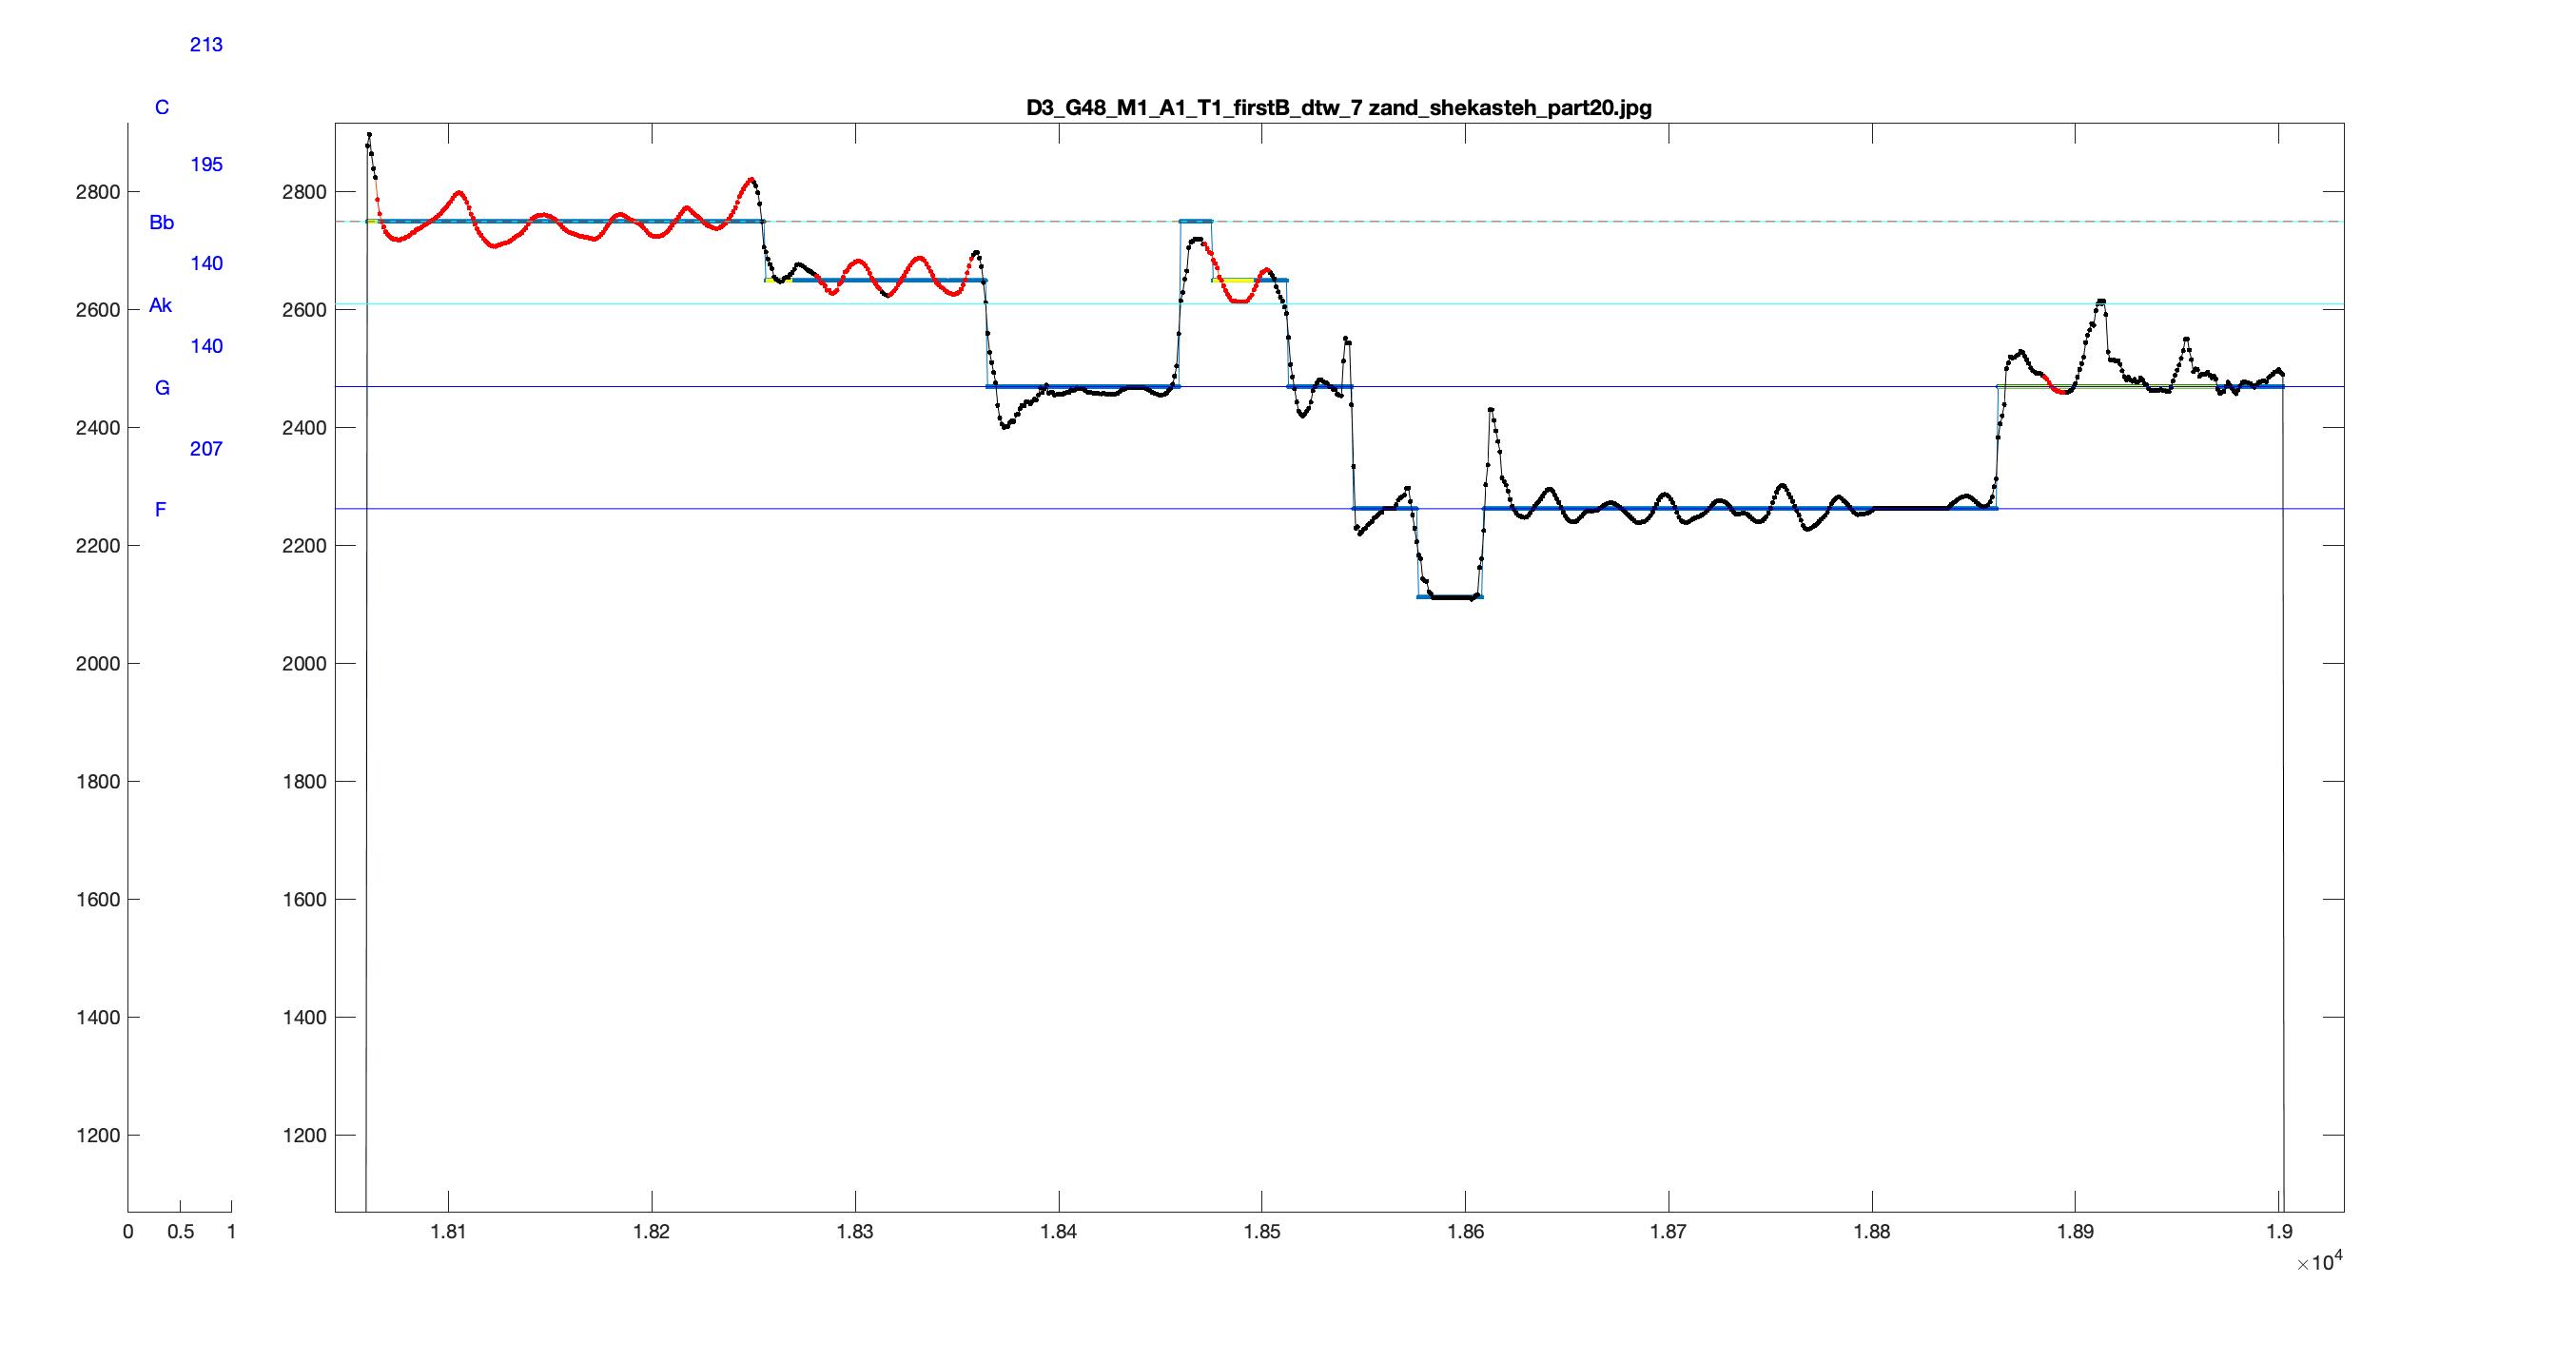 213
C
D3_G48_M1_A1_T1_firstB_dtw_7 zand_shekasteh_part20.jpg
195
2800 2800
Bb
140
Ak
2600 2600
140
G
2400 2400
207
F
2200 2200
2000 2000
1800 1800
1600 1600
1400 1400
1200 1200
0 0.5 1 1.81 1.82 1.83 1.84 1.85 1.86 1.87 1.88 1.89 1.9
×10^4